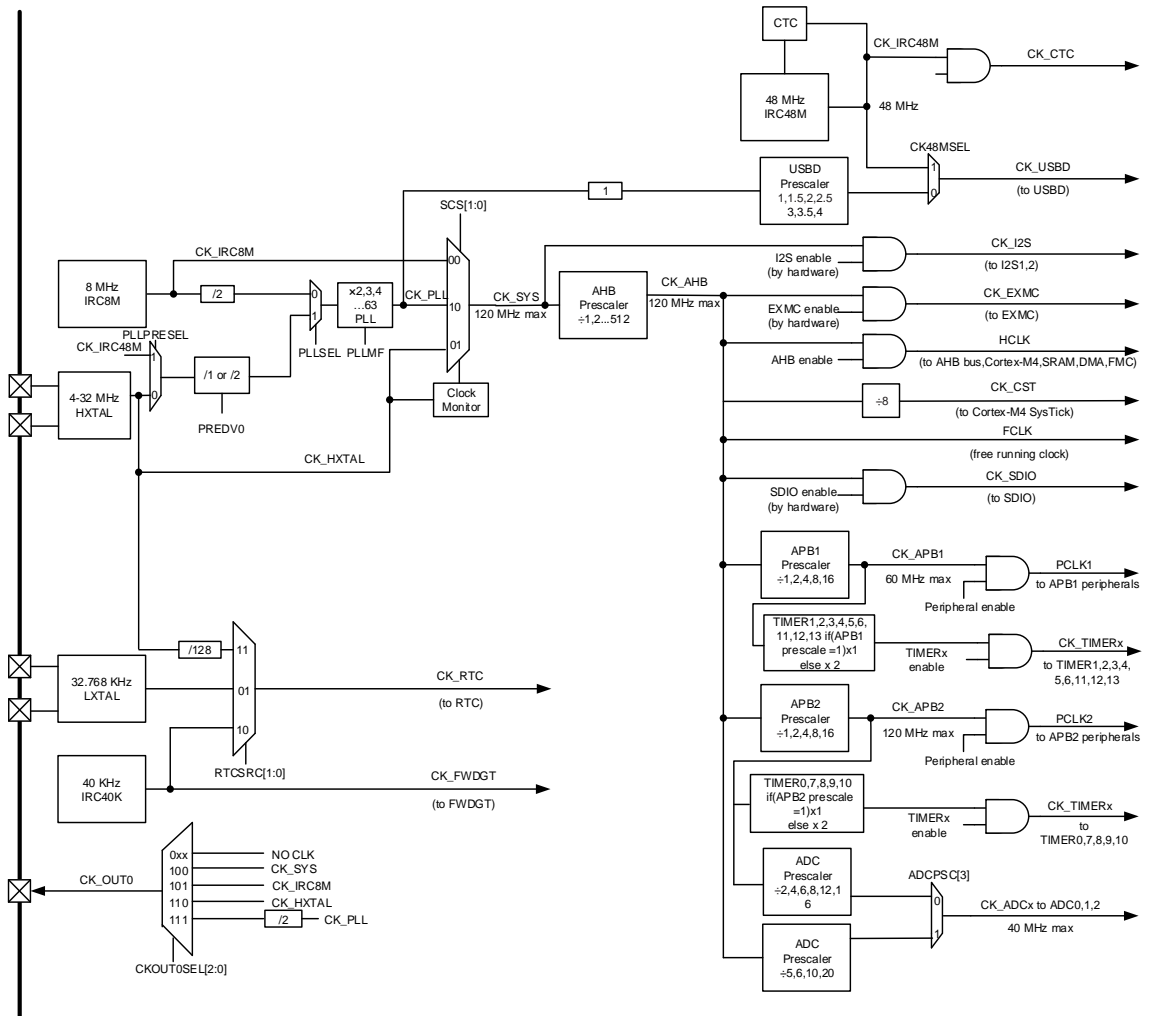 CTC
CK_IRC48M
CK_CTC
48 MHz
IRC48M
48 MHz
CK48MSEL
1
0
CK_USBD
(to USBD)
USBD
Prescaler
1,1.5,2,2.5
3,3.5,4
1
SCS[1:0]
CK_IRC8M
00
8 MHz
IRC8M
/2
0
1
×2,3,4
…63
PLL
CK_PLL
10
CK_SYS
120 MHz max
AHB
Prescaler
÷1,2...512
CK_AHB
120 MHz max
I2S enable
(by hardware)
CK_I2S
(to I2S1,2)
EXMC enable
(by hardware)
CK_EXMC
(to EXMC)
PLLPRESEL
CK_IRC48M
1
0
PLLSEL
PLLMF
01
AHB enable
HCLK
(to AHB bus,Cortex-M4,SRAM,DMA,FMC)
4-32 MHz
HXTAL
/1 or /2
PREDV0
Clock
Monitor
÷8
CK_CST
(to Cortex-M4 SysTick)
FCLK
(free running clock)
CK_HXTAL
SDIO enable
(by hardware)
CK_SDIO
(to SDIO)
APB1
Prescaler
÷1,2,4,8,16
CK_APB1
60 MHz max
Peripheral enable
PCLK1
to APB1 peripherals
TIMER1,2,3,4,5,6,
11,12,13 if(APB1
prescale =1)x1
else x 2
TIMERx
enable
CK_TIMERx
to TIMER1,2,3,4,
5,6,11,12,13
/128
11
32.768 KHz
LXTAL
01
CK_RTC
(to RTC)
10
RTCSRC[1:0]
APB2
Prescaler
÷1,2,4,8,16
CK_APB2
120 MHz max
Peripheral enable
PCLK2
to APB2 peripherals
40 KHz
IRC40K
CK_FWDGT
(to FWDGT)
TIMER0,7,8,9,10
if(APB2 prescale
=1)x1
else x 2
TIMERx
enable
CK_TIMERx
to
TIMER0,7,8,9,10
CK_OUT0
0xx
NO CLK
100
CK_SYS
101
CK_IRC8M
110
CK_HXTAL
111
/2
CK_PLL
CKOUT0SEL[2:0]
ADC
Prescaler
÷2,4,6,8,12,1
6
ADCPSC[3]
0
1
CK_ADCx to ADC0,1,2
40 MHz max
ADC
Prescaler
÷5,6,10,20